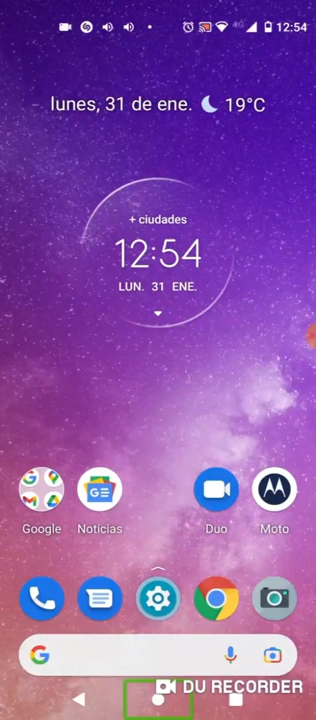 4G
12:54
lunes, 31 de ene. 19°C
+ ciudades
12:54
LUN. 31 ENE.
Google
Noticias
Duo
Moto
DU RECORDER